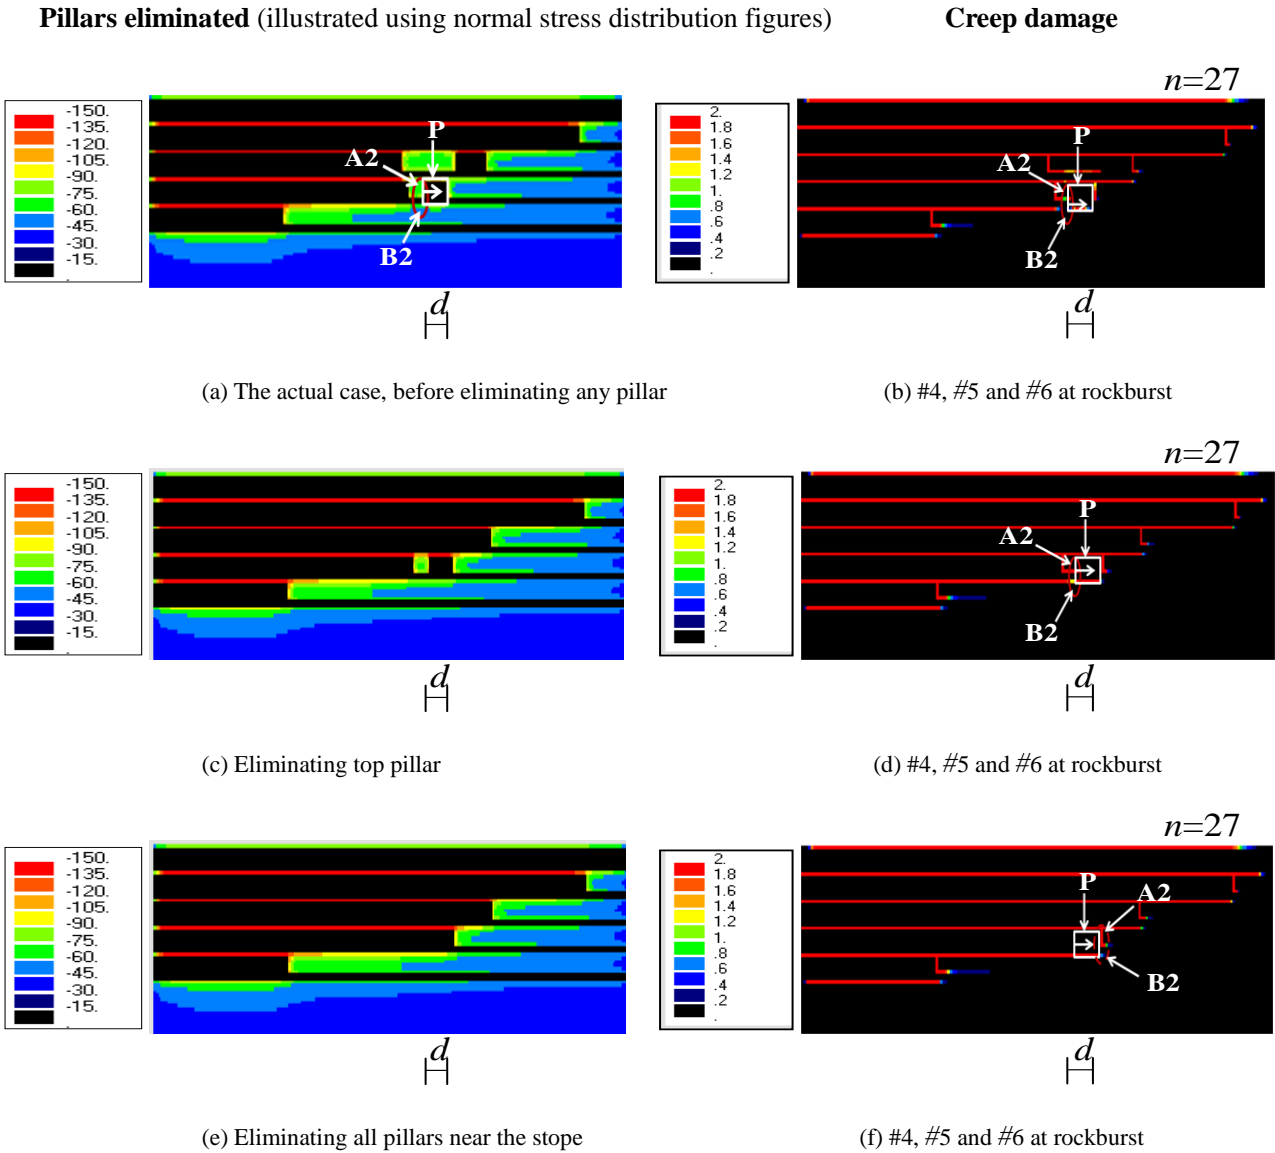 Pillars eliminated (illustrated using normal stress distribution figures)
Creep damage
n=27
-150.
-135.
-120.
-105.
-90.
-75.
-60.
-45.
-30.
-15.
.
P
A2
B2
d
2.
1.8
1.6
1.4
1.2
1.
.8
.6
.4
.2
.
P
A2
B2
d
(a) The actual case, before eliminating any pillar
(b) #4, #5 and #6 at rockburst
n=27
-150.
-135.
-120.
-105.
-90.
-75.
-60.
-45.
-30.
-15.
.
d
2.
1.8
1.6
1.4
1.2
1.
.8
.6
.4
.2
.
P
A2
B2
d
(c) Eliminating top pillar
(d) #4, #5 and #6 at rockburst
n=27
-150.
-135.
-120.
-105.
-90.
-75.
-60.
-45.
-30.
-15.
.
d
2.
1.8
1.6
1.4
1.2
1.
.8
.6
.4
.2
.
P
A2
B2
d
(e) Eliminating all pillars near the stope
(f) #4, #5 and #6 at rockburst